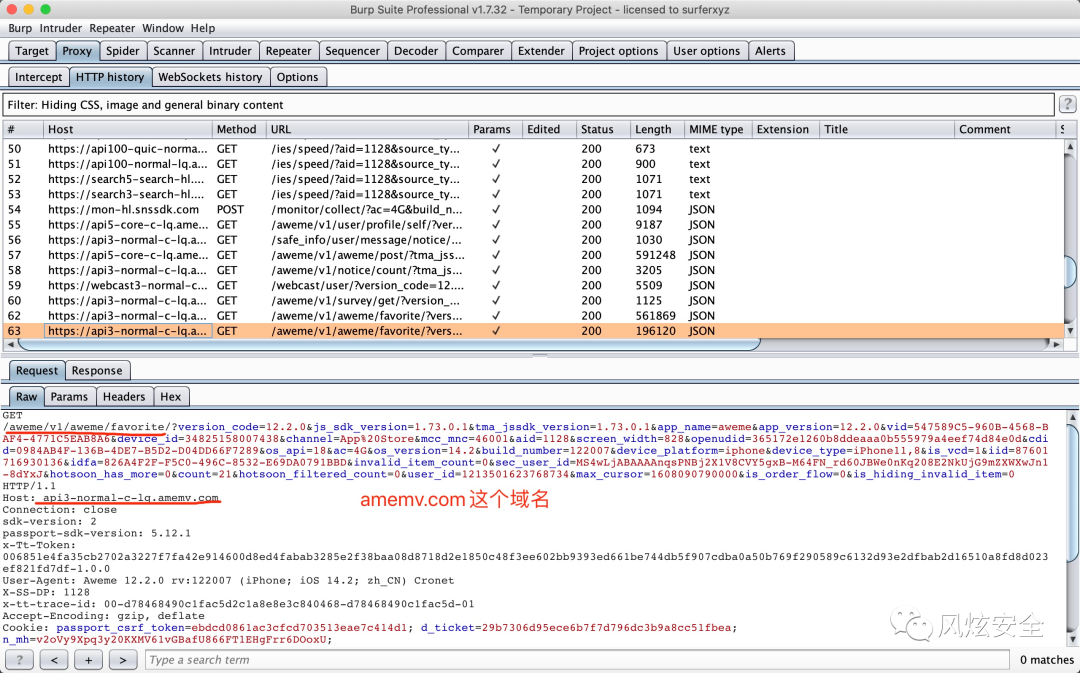 Burp Suite Professional v1.7.32 - Temporary Project - licensed to surferxyz
Burp Intruder Repeater Window Help
Target Proxy Spider Scanner Intruder Repeater Sequencer Decoder Comparer Extender Project options User options Alerts
Intercept HTTP history WebSockets history Options
Filter: Hiding CSS, image and general binary content ?
# Host Method URL Params Edited Status Length MIME type Extension Title Comment S
50 https://api100-quic-norma... GET /ies/speed/?aid=1128&source_ty... ✓ 200 673 text
51 https://api100-normal-lq.a... GET /ies/speed/?aid=1128&source_ty... ✓ 200 900 text
52 https://search5-search-hl.... GET /ies/speed/?aid=1128&source_ty... ✓ 200 1071 text
53 https://search3-search-hl.... GET /ies/speed/?aid=1128&source_ty... ✓ 200 1071 text
54 https://mon-hl.snssdk.com POST /monitor/collect/?ac=4G&build_n... ✓ 200 1094 JSON
55 https://api5-core-c-lq.ame... GET /aweme/v1/user/profile/self/?ver... ✓ 200 9187 JSON
56 https://api3-normal-c-lq.a... GET /safe_info/user/message/notice/... ✓ 200 1030 JSON
57 https://api5-core-c-lq.ame... GET /aweme/v1/aweme/post/?tma_jss... ✓ 200 591248 JSON
58 https://api3-normal-c-lq.a... GET /aweme/v1/notice/count/?tma_js... ✓ 200 3205 JSON
59 https://webcast3-normal-c... GET /webcast/user/?version_code=12.... ✓ 200 5509 JSON
60 https://api3-normal-c-lq.a... GET /aweme/v1/survey/get/?version_... ✓ 200 1125 JSON
62 https://api3-normal-c-lq.a... GET /aweme/v1/aweme/favorite/?vers... ✓ 200 561869 JSON
63 https://api3-normal-c-lq.a... GET /aweme/v1/aweme/favorite/?vers... ✓ 200 196120 JSON
Request Response
Raw Params Headers Hex
GET
/aweme/v1/aweme/favorite/?version_code=12.2.0&js_sdk_version=1.73.0.1&tma_jssdk_version=1.73.0.1&app_name=aweme&app_version=12.2.0&vid=547589C5-960B-4568-B
AF4-4771C5EAB8A6&device_id=34825158007438&channel=App%20Store&mcc_mnc=46001&aid=1128&screen_width=828&openudid=365172e1260b8ddeaaa0b555979a4eef74d84e0d&cdi
d=0984AB4F-136B-4DE7-B5D2-D04DD66F7289&os_api=18&ac=4G&os_version=14.2&build_number=122007&device_platform=iphone&device_type=iPhone11,8&is_vcd=1&iid=87601
716930136&idfa=826A4F2F-F5C0-496C-8532-E69DA0791BBD&invalid_item_count=0&sec_user_id=MS4wLjABAAAAnqsPNBj2X1V8CVY5gxB-M64FN_rd60JBWe0nKq208E2NkUjG9mZXWXwJn1
-8dYxJ&hotsoon_has_more=0&count=21&hotsoon_filtered_count=0&user_id=1213501623768734&max_cursor=1608090790000&is_order_flow=0&is_hiding_invalid_item=0
HTTP/1.1
Host: api3-normal-c-lq.amemv.com
amemv.com 这个域名
Connection: close
sdk-version: 2
passport-sdk-version: 5.12.1
x-Tt-Token:
006851e4fa35cb2702a3227f7fa42e914600d8ed4fabab3285e2f38baa08d8718d2e1850c48f3ee602bb9393ed661be744db5f907cdba0a50b769f290589c6132d93e2dfbab2d16510a8fd8d023
ef821fd7df-1.0.0
User-Agent: Aweme 12.2.0 rv:122007 (iPhone; iOS 14.2; zh_CN) Cronet
X-SS-DP: 1128
x-tt-trace-id: 00-d78468490c1fac5d2c1a8e8e3c840468-d78468490c1fac5d-01
Accept-Encoding: gzip, deflate
Cookie: passport_csrf_token=ebdcd0861ac3cfcd703513eae7c414d1; d_ticket=29b7306d95ece6b7f7d796dc3b9a8cc51fbea;
n_mh=v2oVy9Xpq3y20KXMV61vGBafU866FT1EHgFrr6DOoxU;
风炫安全
? < + > Type a search term 0 matches